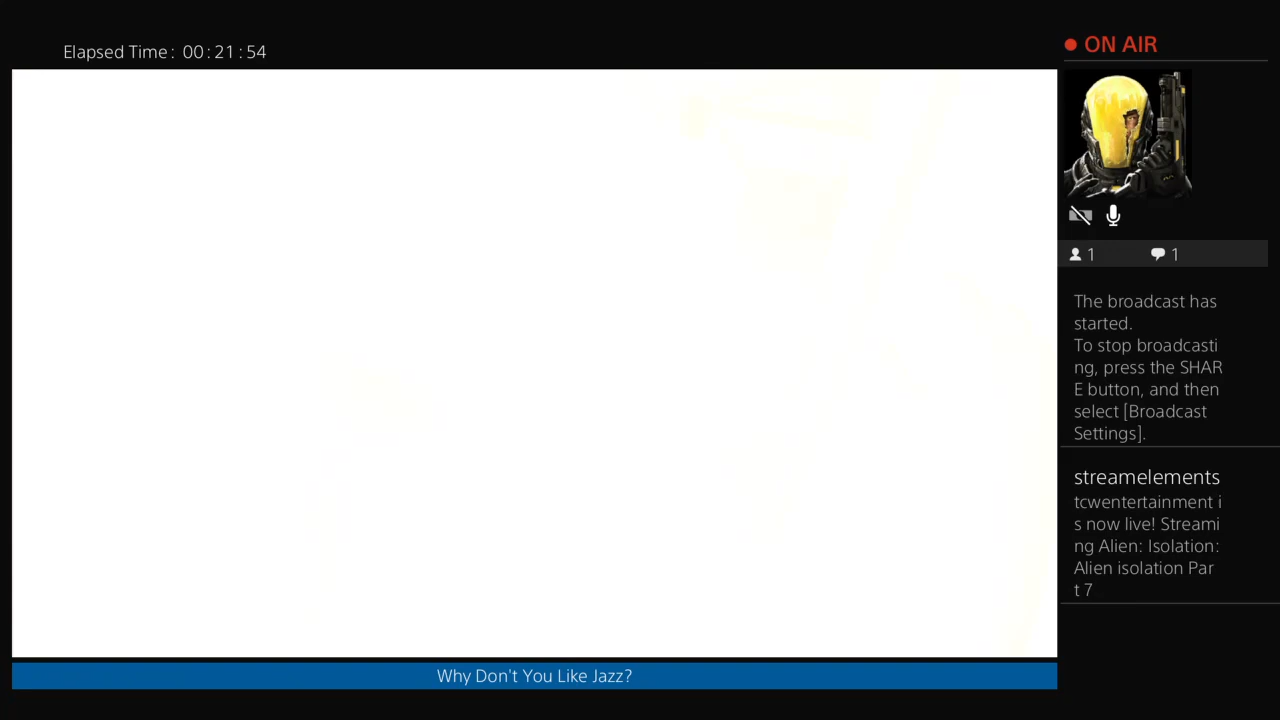 Elapsed Time: 00:21:54
ON AIR
1 1
The broadcast has
started.
To stop broadcasti
ng, press the SHAR
E button, and then
select [Broadcast
Settings].
streamelements
tcwentertainment i
s now live! Streami
ng Alien: Isolation:
Alien isolation Par
t 7
Why Don't You Like Jazz?